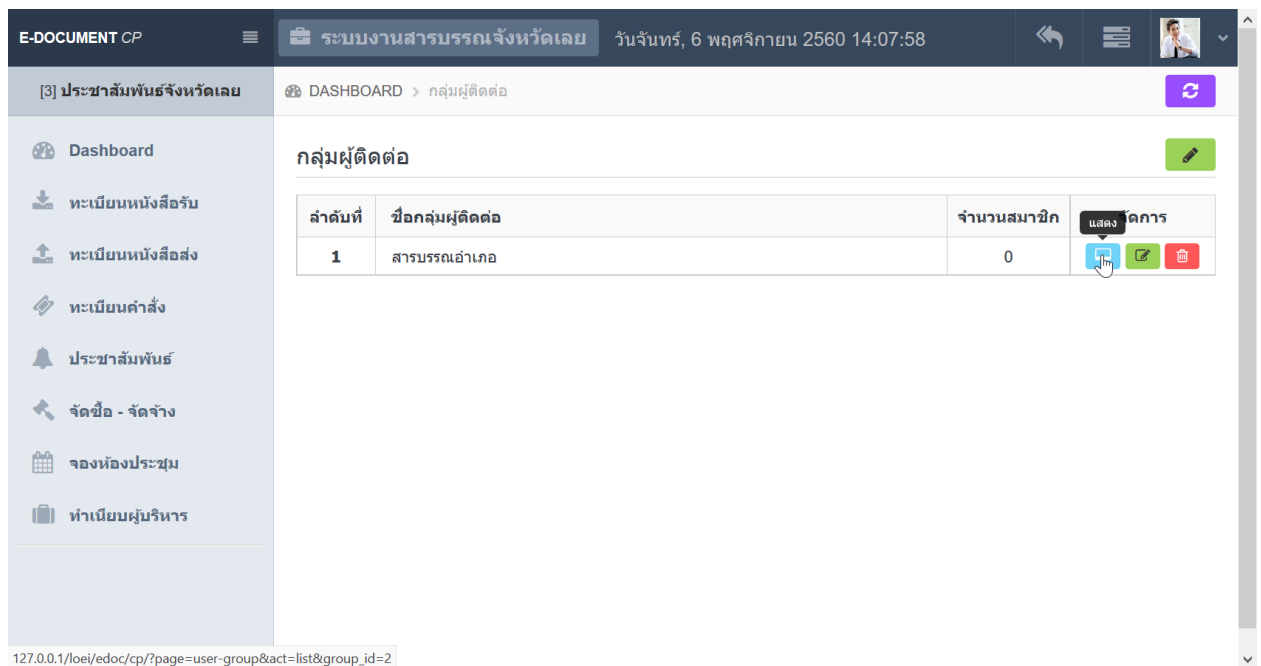 E-DOCUMENT CP
ระบบงานสารบรรณจังหวัดเลย
วันจันทร์, 6 พฤศจิกายน 2560 14:07:58
[3] ประชาสัมพันธ์จังหวัดเลย
DASHBOARD > กลุ่มผู้ติดต่อ
Dashboard
ทะเบียนหนังสือรับ
ทะเบียนหนังสือส่ง
ทะเบียนคำสั่ง
ประชาสัมพันธ์
จัดซื้อ - จัดจ้าง
จองห้องประชุม
ทำเนียบผู้บริหาร
กลุ่มผู้ติดต่อ
ลำดับที่ ชื่อกลุ่มผู้ติดต่อ จำนวนสมาชิก จัดการ
แสดง
1 สารบรรณอำเภอ 0
127.0.0.1/loei/edoc/cp/?page=user-group&act=list&group_id=2